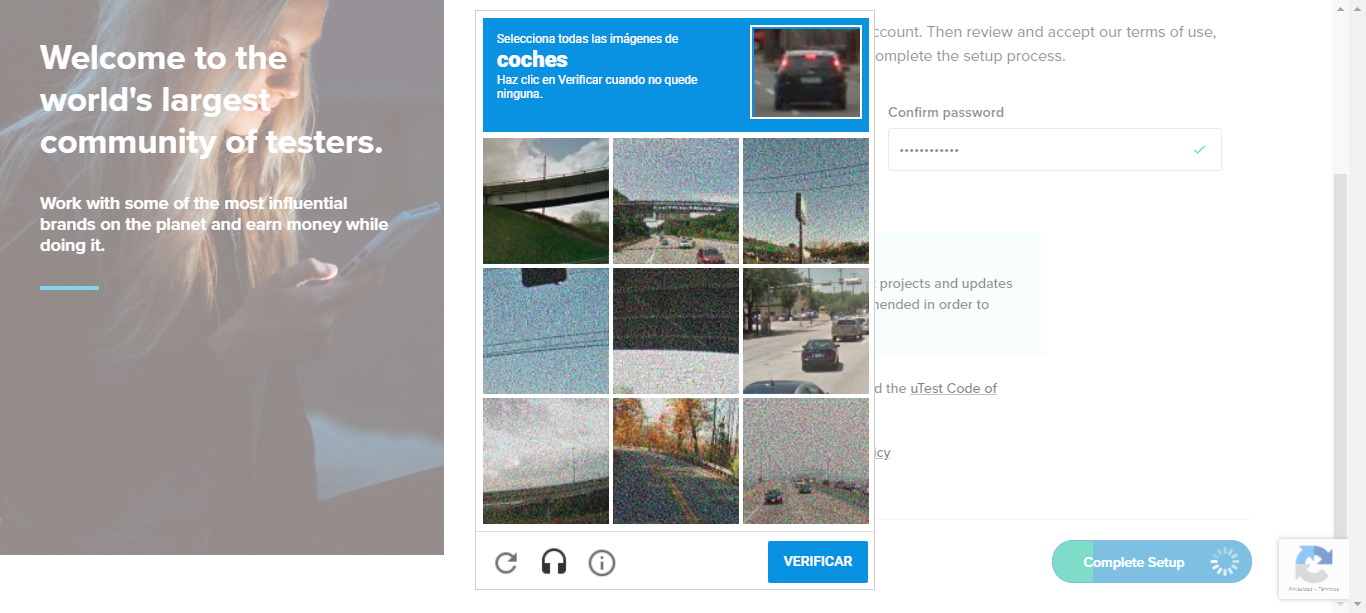 Welcome to the
world's largest
community of testers.
Work with some of the most influential
brands on the planet and earn money while
doing it.
Selecciona todas las imágenes de
coches
Haz clic en Verificar cuando no quede
ninguna.
VERIFICAR
ccount. Then review and accept our terms of use,
omplete the setup process.
Confirm password
projects and updates
mended in order to
d the uTest Code of
icy
Complete Setup
Privacidad - Términos